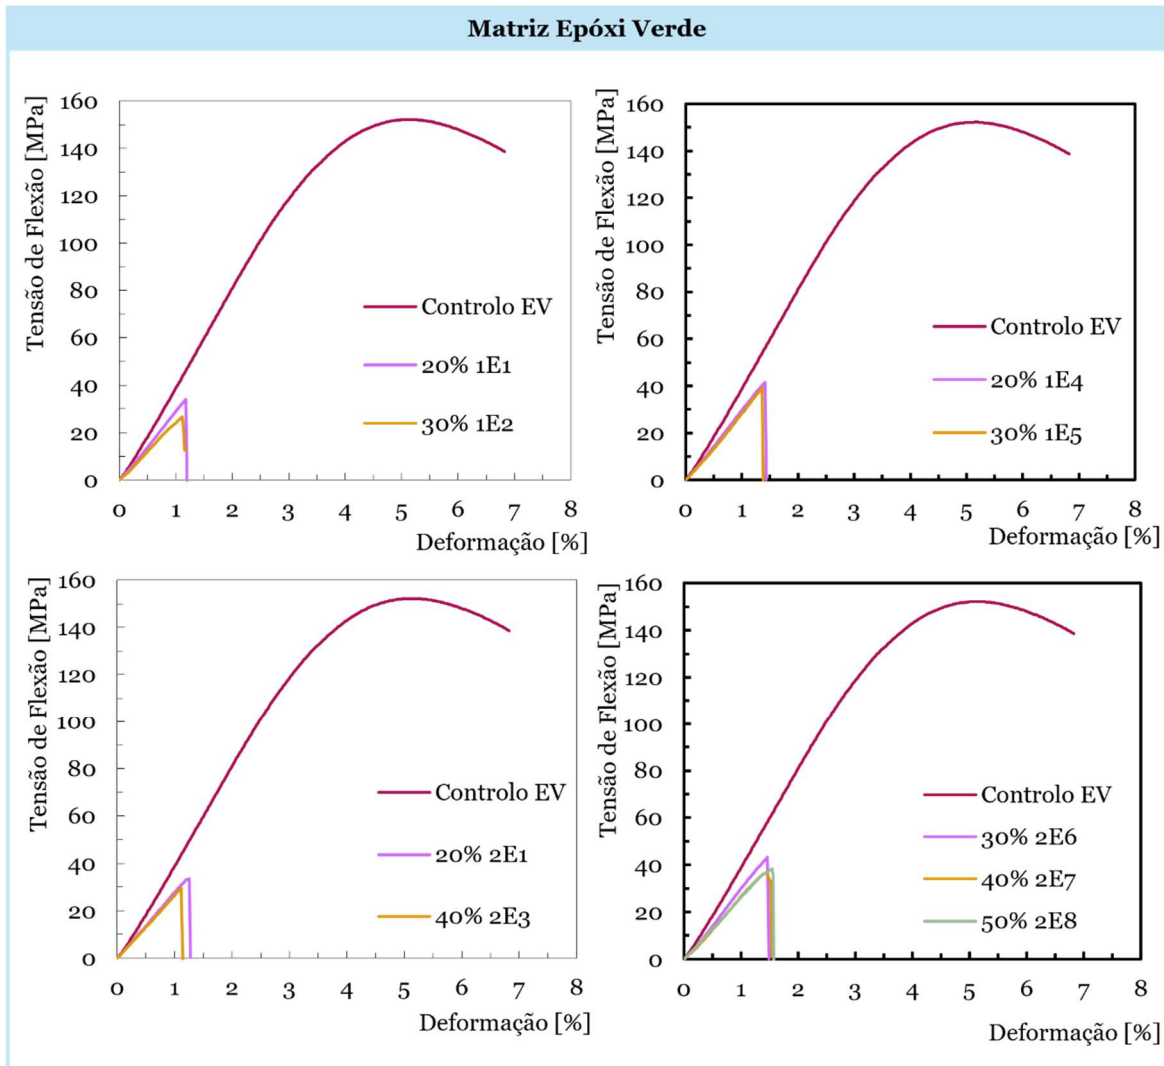 Matriz Epóxi Verde
Tensão de Flexão [MPa]
160
140
120
100
80
60
40
20
0
0 1 2 3 4 5 6 7 8
Deformação [%]
Controlo EV
20% 1E1
30% 1E2
Tensão de Flexão [MPa]
160
140
120
100
80
60
40
20
0
0 1 2 3 4 5 6 7 8
Deformação [%]
Controlo EV
20% 1E4
30% 1E5
Tensão de Flexão [MPa]
160
140
120
100
80
60
40
20
0
0 1 2 3 4 5 6 7 8
Deformação [%]
Controlo EV
20% 2E1
40% 2E3
Tensão de Flexão [MPa]
160
140
120
100
80
60
40
20
0
0 1 2 3 4 5 6 7 8
Deformação [%]
Controlo EV
30% 2E6
40% 2E7
50% 2E8